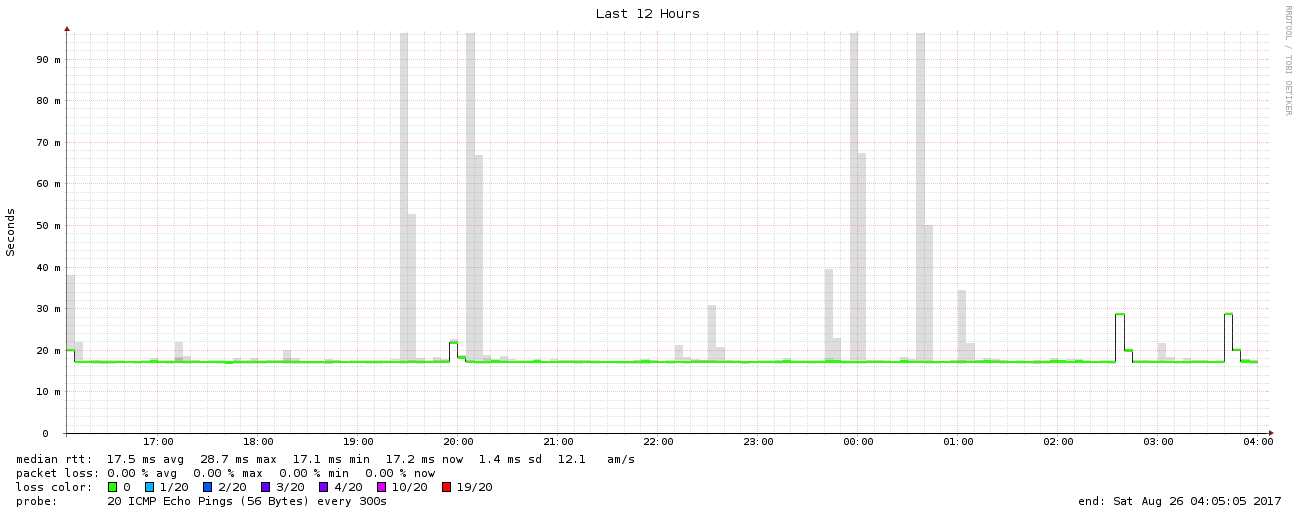 Last 12 Hours
RRDTOOL / TOBI OETIKER
Seconds
90 m
80 m
70 m
60 m
50 m
40 m
30 m
20 m
10 m
0
17:00 18:00 19:00 20:00 21:00 22:00 23:00 00:00 01:00 02:00 03:00 04:00
median rtt: 17.5 ms avg 28.7 ms max 17.1 ms min 17.2 ms now 1.4 ms sd 12.1 am/s
packet loss: 0.00 % avg 0.00 % max 0.00 % min 0.00 % now
loss color: 0 1/20 2/20 3/20 4/20 10/20 19/20
probe: 20 ICMP Echo Pings (56 Bytes) every 300s end: Sat Aug 26 04:05:05 2017